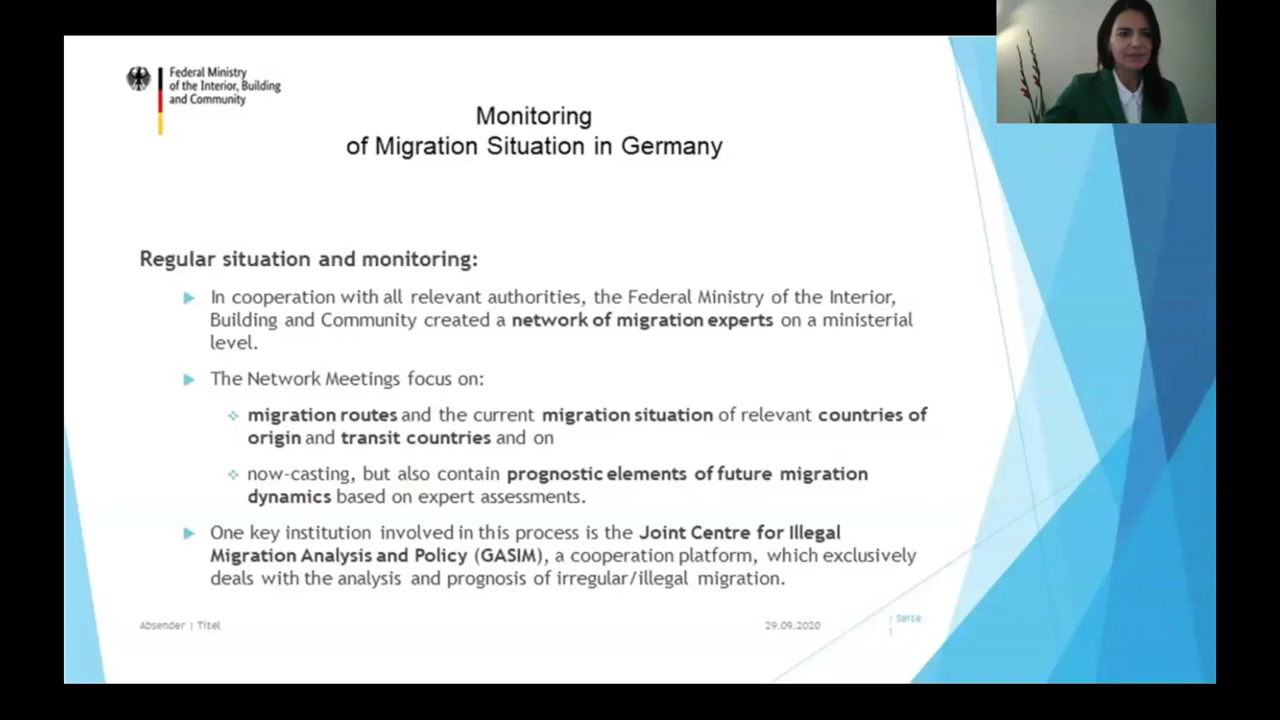 Federal Ministry
of the Interior, Building
and Community
Monitoring
of Migration Situation in Germany
Regular situation and monitoring:
In cooperation with all relevant authorities, the Federal Ministry of the Interior,
Building and Community created a network of migration experts on a ministerial
level.
The Network Meetings focus on:
migration routes and the current migration situation of relevant countries of
origin and transit countries and on
now-casting, but also contain prognostic elements of future migration
dynamics based on expert assessments.
One key institution involved in this process is the Joint Centre for Illegal
Migration Analysis and Policy (GASIM), a cooperation platform, which exclusively
deals with the analysis and prognosis of irregular/illegal migration.
Absender | Titel
29.09.2020
| Seite
1